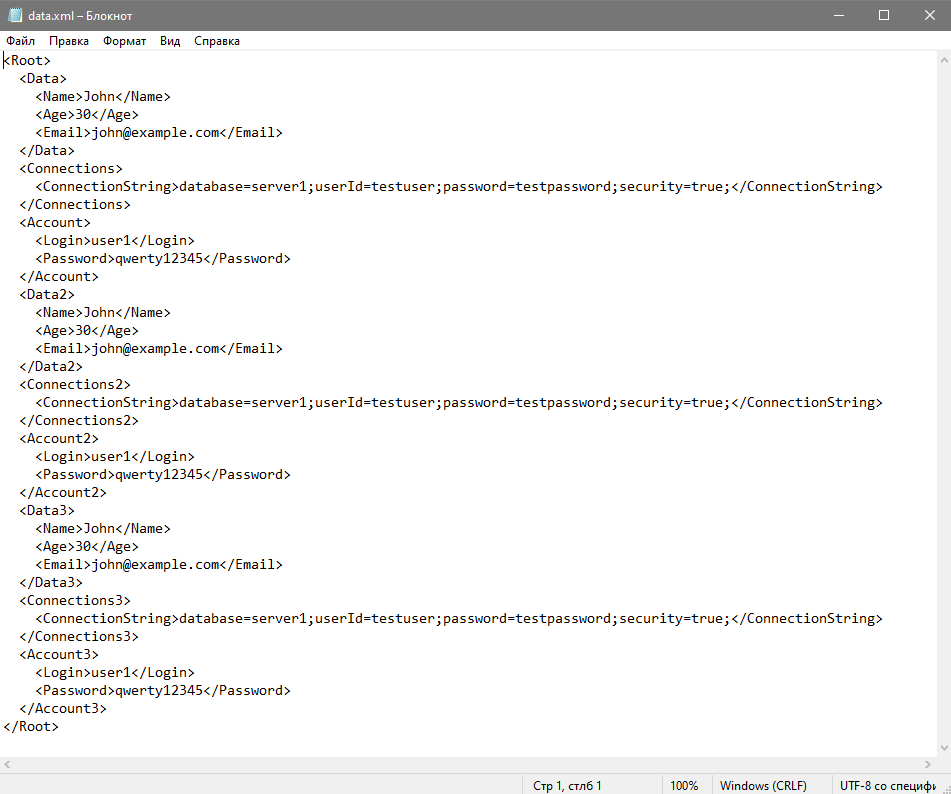 data.xml – Блокнот
Файл Правка Формат Вид Справка
<Root>
  <Data>
    <Name>John</Name>
    <Age>30</Age>
    <Email>john@example.com</Email>
  </Data>
  <Connections>
    <ConnectionString>database=server1;userId=testuser;password=testpassword;security=true;</ConnectionString>
  </Connections>
  <Account>
    <Login>user1</Login>
    <Password>qwerty12345</Password>
  </Account>
  <Data2>
    <Name>John</Name>
    <Age>30</Age>
    <Email>john@example.com</Email>
  </Data2>
  <Connections2>
    <ConnectionString>database=server1;userId=testuser;password=testpassword;security=true;</ConnectionString>
  </Connections2>
  <Account2>
    <Login>user1</Login>
    <Password>qwerty12345</Password>
  </Account2>
  <Data3>
    <Name>John</Name>
    <Age>30</Age>
    <Email>john@example.com</Email>
  </Data3>
  <Connections3>
    <ConnectionString>database=server1;userId=testuser;password=testpassword;security=true;</ConnectionString>
  </Connections3>
  <Account3>
    <Login>user1</Login>
    <Password>qwerty12345</Password>
  </Account3>
</Root>
Стр 1, стлб 1 100% Windows (CRLF) UTF-8 со специфи